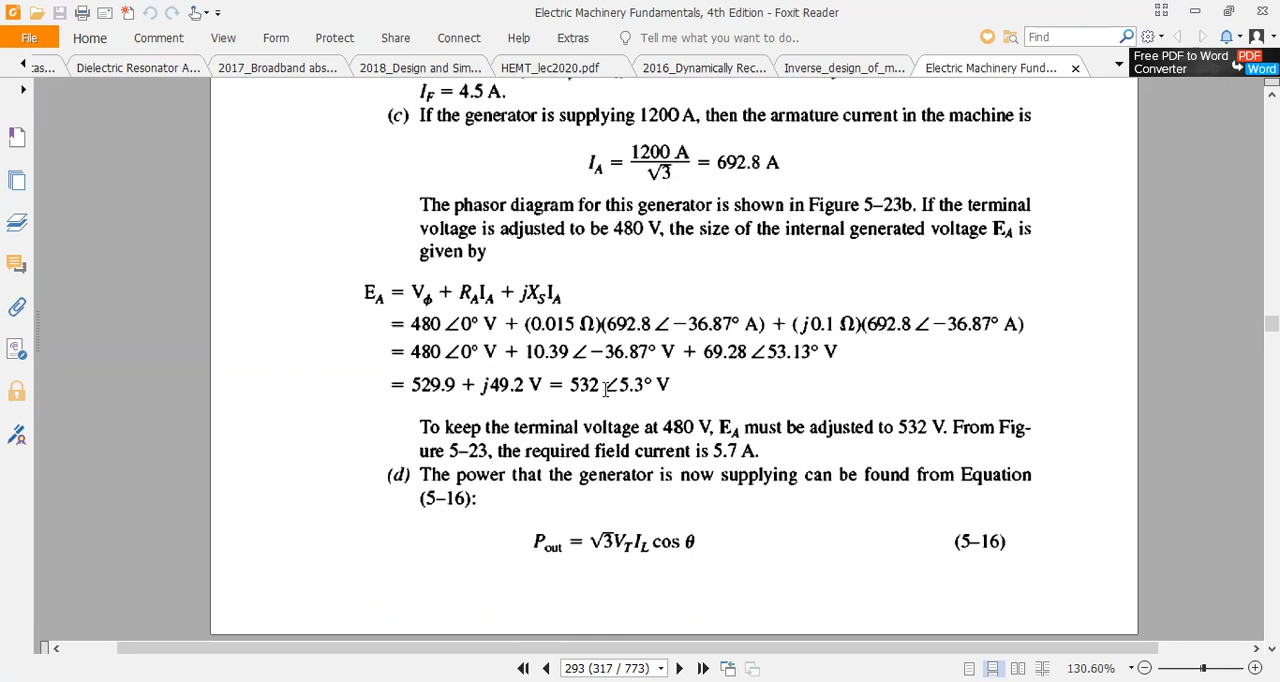 Electric Machinery Fundamentals, 4th Edition - Foxit Reader
File Home Comment View Form Protect Share Connect Help Extras Tell me what you want to do.. Find
tas... Dielectric Resonator A... 2017_Broadband abs... 2018_Design and Sim... HEMT_lec020.pdf 2016_Dynamically Rec... Inverse_design_of_m... Electric Machinery Fund... ×
Free PDF to Word Converter PDF Word
I_F = 4.5 A.
(c) If the generator is supplying 1200 A, then the armature current in the machine is
I_A = 1200 A / √3 = 692.8 A
The phasor diagram for this generator is shown in Figure 5–23b. If the terminal
voltage is adjusted to be 480 V, the size of the internal generated voltage E_A is
given by
E_A = V_ϕ + R_A I_A + jX_S I_A
= 480 ∠0° V + (0.015 Ω)(692.8 ∠−36.87° A) + (j0.1 Ω)(692.8 ∠−36.87° A)
= 480 ∠0° V + 10.39 ∠−36.87° V + 69.28 ∠53.13° V
= 529.9 + j49.2 V = 532 ∠5.3° V
To keep the terminal voltage at 480 V, E_A must be adjusted to 532 V. From Fig-
ure 5–23, the required field current is 5.7 A.
(d) The power that the generator is now supplying can be found from Equation
(5–16):
P_out = √3 V_T I_L cos θ (5–16)
293 (317 / 773) 130.60%